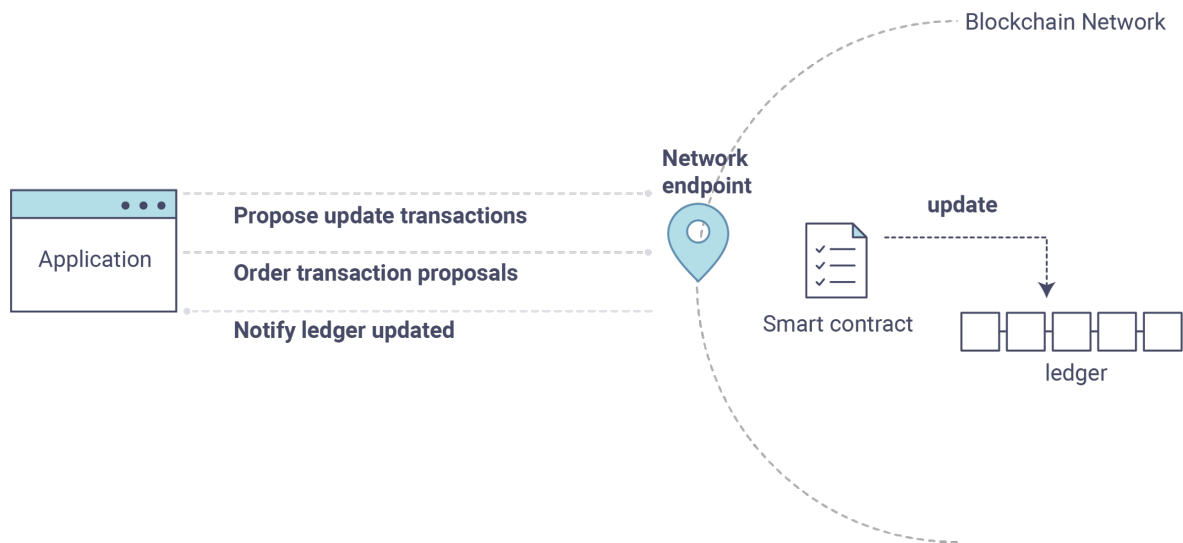 Blockchain Network
Network
endpoint
Propose update transactions
update
Application
Order transaction proposals
Smart contract
Notify ledger updated
ledger